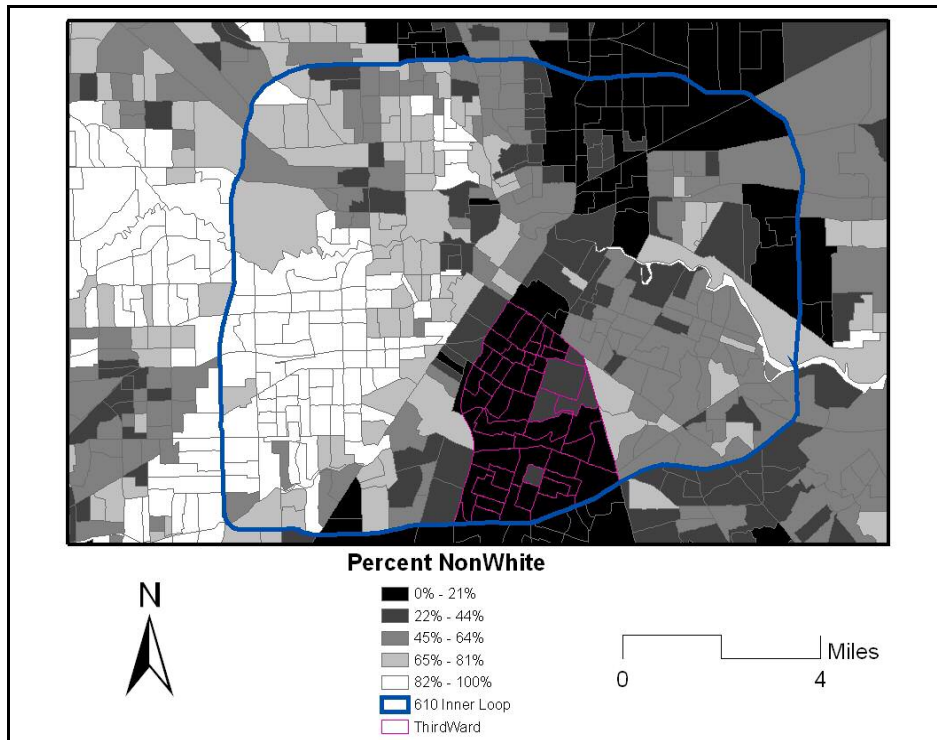 Percent NonWhite
N
0% - 21%
22% - 44%
45% - 64%
65% - 81%
82% - 100%
610 Inner Loop
ThirdWard
Miles
0 4